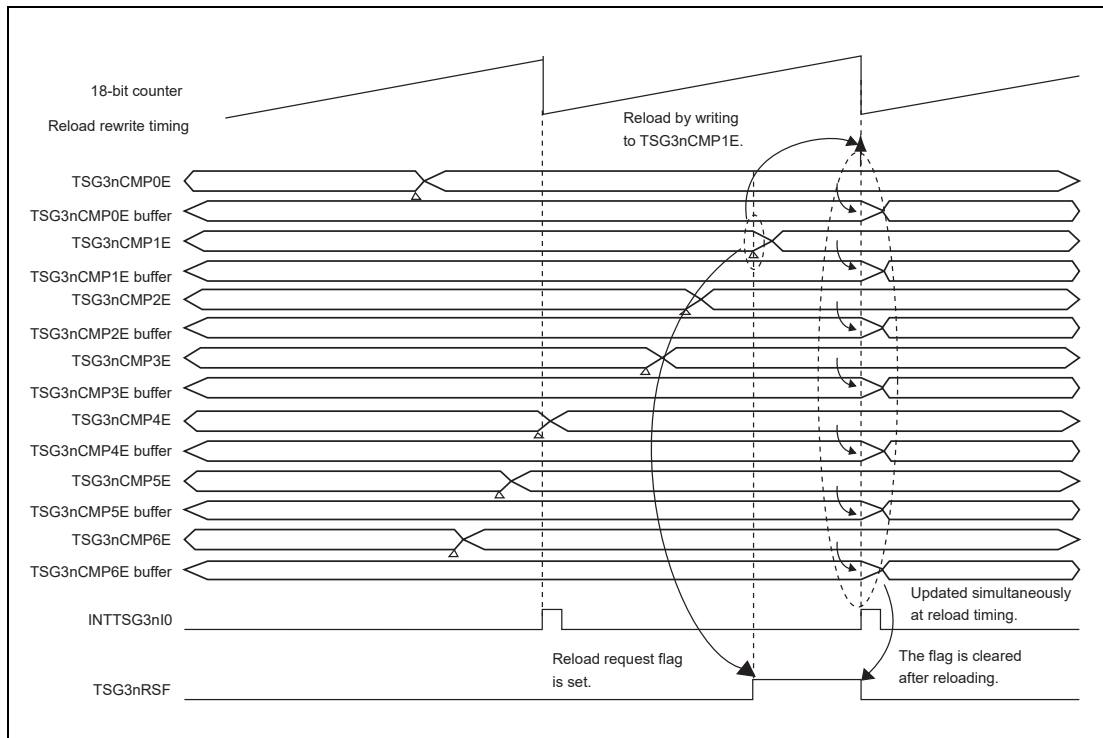 18-bit counter
Reload rewrite timing
Reload by writing
to TSG3nCMP1E.
TSG3nCMP0E
TSG3nCMP0E buffer
TSG3nCMP1E
TSG3nCMP1E buffer
TSG3nCMP2E
TSG3nCMP2E buffer
TSG3nCMP3E
TSG3nCMP3E buffer
TSG3nCMP4E
TSG3nCMP4E buffer
TSG3nCMP5E
TSG3nCMP5E buffer
TSG3nCMP6E
TSG3nCMP6E buffer
Updated simultaneously
at reload timing.
INTTSG3nI0
Reload request flag
is set.
The flag is cleared
after reloading.
TSG3nRSF